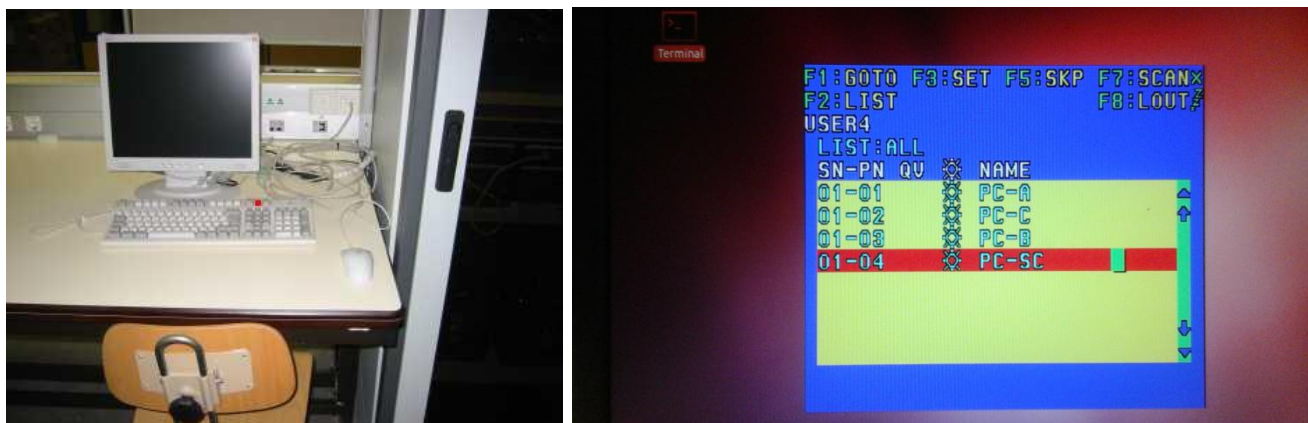 Terminal
F1:GOTO F3:SET F5:SKP F7:SCAN
F2:LIST F8:LOUT
USER4
LIST:ALL
SN-PN QV NAME
01-01 PC-A
01-02 PC-C
01-03 PC-B
01-04 PC-SC